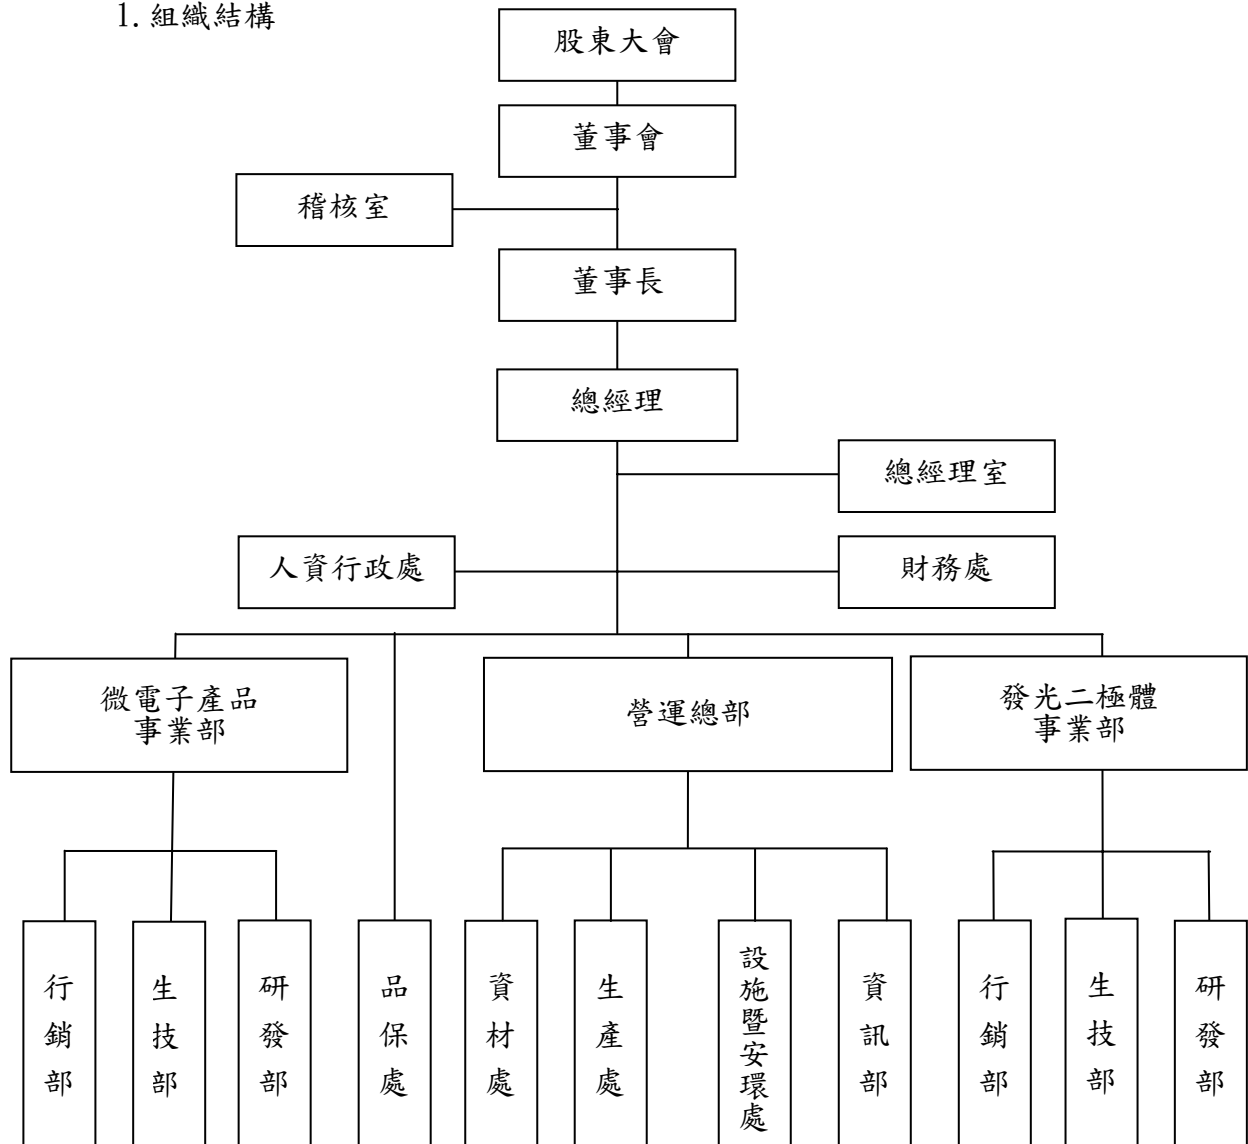 1.組織結構
股東大會
董事會
稽核室
董事長
總經理
總經理室
人資行政處
財務處
微電子產品
事業部
營運總部
發光二極體
事業部
行銷部
生技部
研發部
品保處
資材處
生產處
設施暨安環處
資訊部
行銷部
生技部
研發部